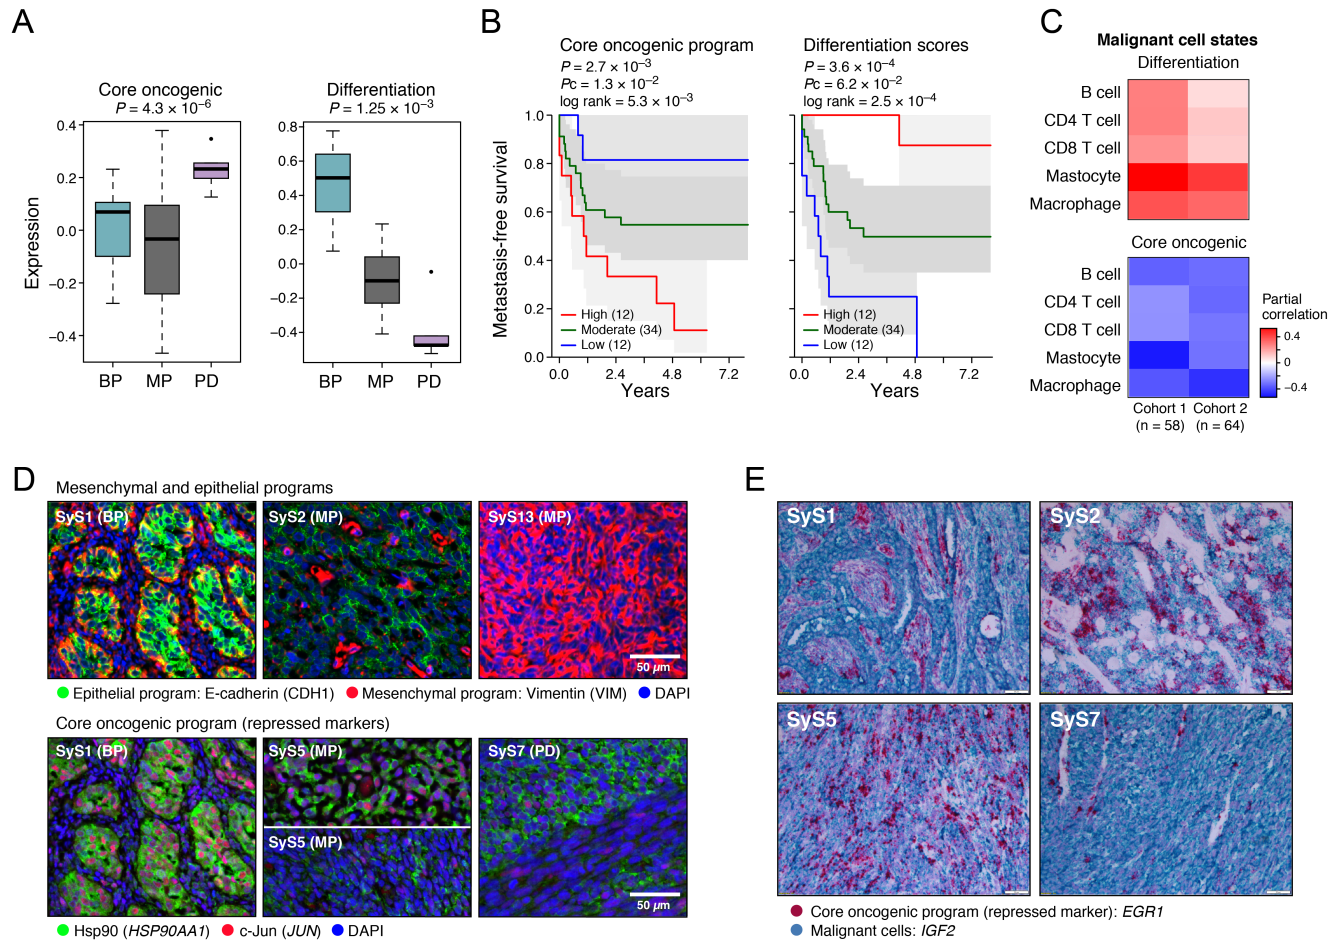 A
Core oncogenic
P = 4.3 × 10⁻⁶
Expression
0.4
0.2
0.0
−0.2
−0.4
BP MP PD
Differentiation
P = 1.25 × 10⁻³
0.8
0.6
0.4
0.2
0.0
−0.2
−0.4
BP MP PD
B
Core oncogenic program
P = 2.7 × 10⁻³
Pc = 1.3 × 10⁻²
log rank = 5.3 × 10⁻³
Metastasis-free survival
1.0
0.8
0.6
0.4
0.2
0.0
High (12)
Moderate (34)
Low (12)
0.0 2.4 4.8 7.2
Years
Differentiation scores
P = 3.6 × 10⁻⁴
Pc = 6.2 × 10⁻²
log rank = 2.5 × 10⁻⁴
High (12)
Moderate (34)
Low (12)
0.0 2.4 4.8 7.2
Years
C
Malignant cell states
Differentiation
B cell
CD4 T cell
CD8 T cell
Mastocyte
Macrophage
Core oncogenic
B cell
CD4 T cell
CD8 T cell
Mastocyte
Macrophage
Cohort 1 Cohort 2
(n = 58) (n = 64)
Partial
correlation
0.4
0
−0.4
D
Mesenchymal and epithelial programs
SyS1 (BP) SyS2 (MP) SyS13 (MP)
50 µm
Epithelial program: E-cadherin (CDH1) Mesenchymal program: Vimentin (VIM) DAPI
Core oncogenic program (repressed markers)
SyS1 (BP) SyS5 (MP) SyS7 (PD)
SyS5 (MP)
50 µm
Hsp90 (HSP90AA1) c-Jun (JUN) DAPI
E
SyS1 SyS2
SyS5 SyS7
Core oncogenic program (repressed marker): EGR1
Malignant cells: IGF2